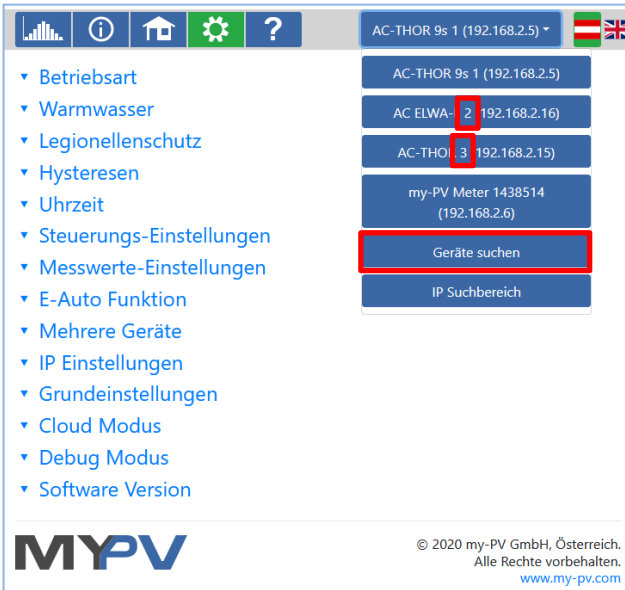 ?
AC-THOR 9s 1 (192.168.2.5)
Betriebsart
Warmwasser
Legionellenschutz
Hysteresen
Uhrzeit
Steuerungs-Einstellungen
Messwerte-Einstellungen
E-Auto Funktion
Mehrere Geräte
IP Einstellungen
Grundeinstellungen
Cloud Modus
Debug Modus
Software Version
AC-THOR 9s 1 (192.168.2.5)
AC ELWA- 2 192.168.2.16)
AC-THO 3 192.168.2.15)
my-PV Meter 1438514
(192.168.2.6)
Geräte suchen
IP Suchbereich
MYPV
© 2020 my-PV GmbH, Österreich.
Alle Rechte vorbehalten.
www.my-pv.com